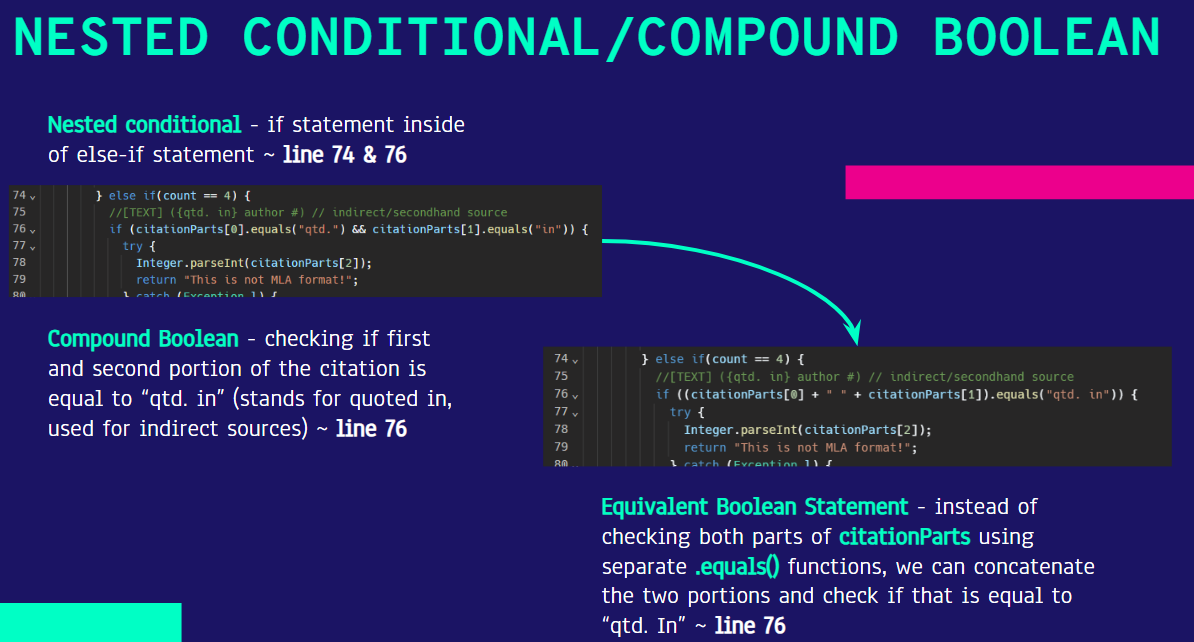 NESTED CONDITIONAL/COMPOUND BOOLEAN
Nested conditional - if statement inside
of else-if statement ~ line 74 & 76
74 } else if(count == 4) {
75 //[TEXT] ({qtd. in} author #) // indirect/secondhand source
76 if (citationParts[0].equals("qtd.") && citationParts[1].equals("in")) {
77 try {
78 Integer.parseInt(citationParts[2]);
79 return "This is not MLA format!";
80 } catch (Exception l) {
Compound Boolean - checking if first
and second portion of the citation is
equal to “qtd. in” (stands for quoted in,
used for indirect sources) ~ line 76
74 } else if(count == 4) {
75 //[TEXT] ({qtd. in} author #) // indirect/secondhand source
76 if ((citationParts[0] + " " + citationParts[1]).equals("qtd. in")) {
77 try {
78 Integer.parseInt(citationParts[2]);
79 return "This is not MLA format!";
80 } catch (Exception l) {
Equivalent Boolean Statement - instead of
checking both parts of citationParts using
separate .equals() functions, we can concatenate
the two portions and check if that is equal to
“qtd. In” ~ line 76